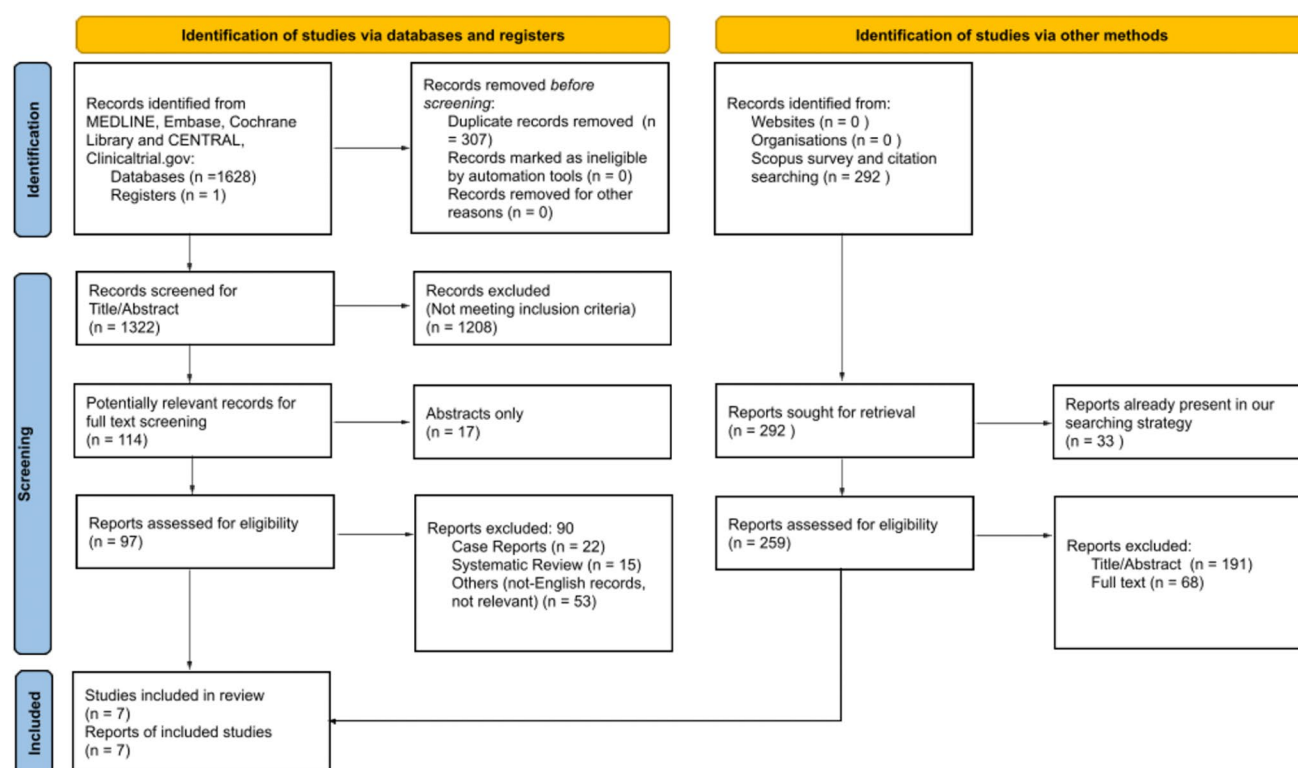 Identification of studies via databases and registers
Identification of studies via other methods
Identification
Records identified from
MEDLINE, Embase, Cochrane
Library and CENTRAL,
Clinicaltrial.gov:
Databases (n =1628)
Registers (n = 1)
Records removed before
screening:
Duplicate records removed (n
= 307)
Records marked as ineligible
by automation tools (n = 0)
Records removed for other
reasons (n = 0)
Records identified from:
Websites (n = 0 )
Organisations (n = 0 )
Scopus survey and citation
searching (n = 292 )
Screening
Records screened for
Title/Abstract
(n = 1322)
Records excluded
(Not meeting inclusion criteria)
(n = 1208)
Potentially relevant records for
full text screening
(n = 114)
Abstracts only
(n = 17)
Reports sought for retrieval
(n = 292 )
Reports already present in our
searching strategy
(n = 33 )
Reports assessed for eligibility
(n = 97)
Reports excluded: 90
Case Reports (n = 22)
Systematic Review (n = 15)
Others (not-English records,
not relevant) (n = 53)
Reports assessed for eligibility
(n = 259)
Reports excluded:
Title/Abstract (n = 191)
Full text (n = 68)
Included
Studies included in review
(n = 7)
Reports of included studies
(n = 7)